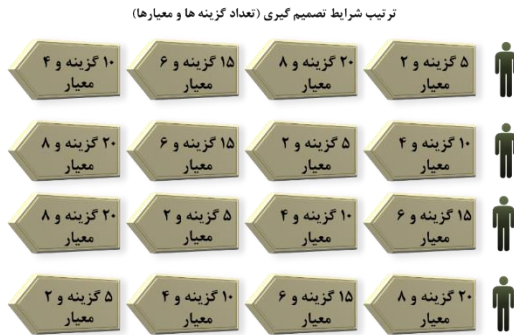 ترتیب شرایط تصمیم گیری (تعداد گزینه ها و معیارها)
۵ گزینه و ۲
معیار
۲۰ گزینه و ۸
معیار
۱۵ گزینه و ۶
معیار
۱۰ گزینه و ۴
معیار
۱۰ گزینه و ۴
معیار
۵ گزینه و ۲
معیار
۱۵ گزینه و ۶
معیار
۲۰ گزینه و ۸
معیار
۱۵ گزینه و ۶
معیار
۱۰ گزینه و ۴
معیار
۵ گزینه و ۲
معیار
۲۰ گزینه و ۸
معیار
۲۰ گزینه و ۸
معیار
۱۵ گزینه و ۶
معیار
۱۰ گزینه و ۴
معیار
۵ گزینه و ۲
معیار